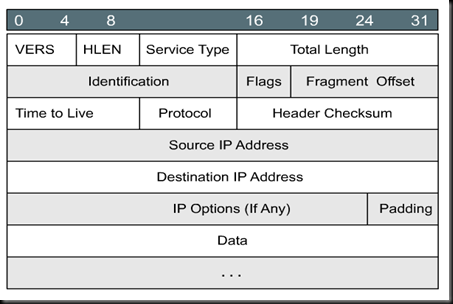 0 4 8 16 19 24 31
VERS HLEN Service Type Total Length
Identification Flags Fragment Offset
Time to Live Protocol Header Checksum
Source IP Address
Destination IP Address
IP Options (If Any) Padding
Data
. . .